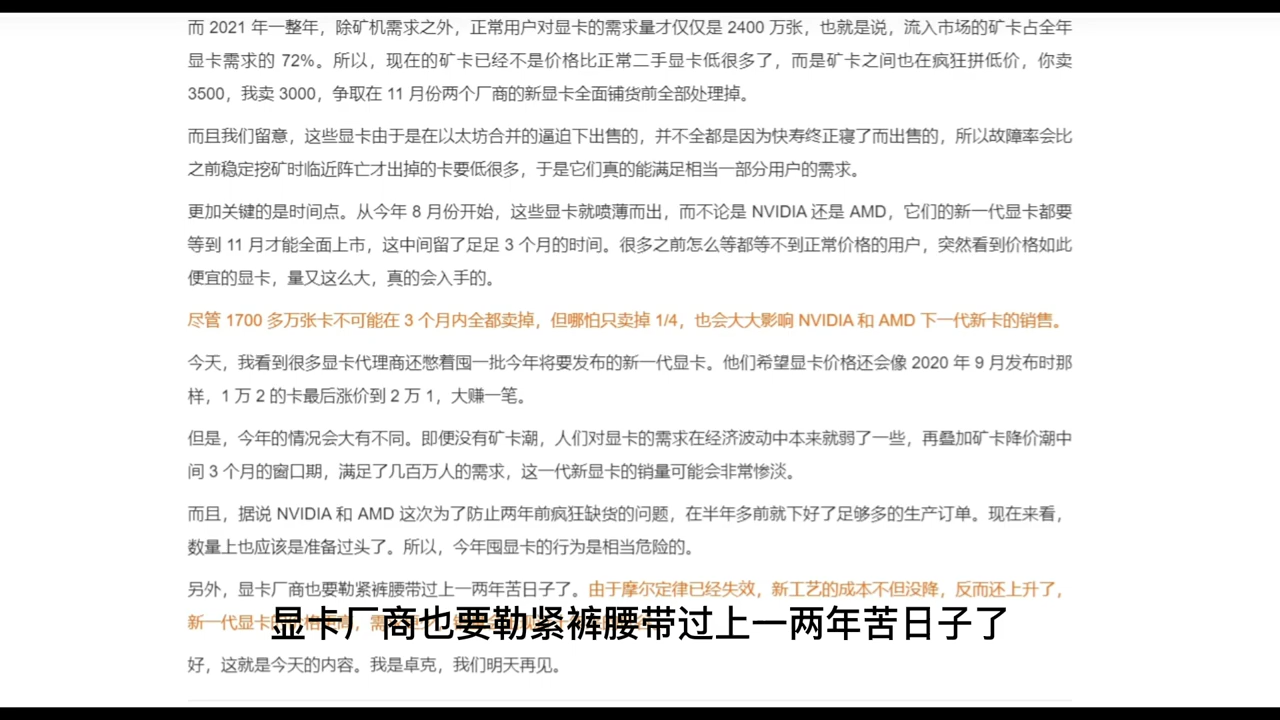 而 2021 年一整年，除矿机需求之外，正常用户对显卡的需求量才仅仅是 2400 万张，也就是说，流入市场的矿卡占全年
显卡需求的 72%。所以，现在的矿卡已经不是价格比正常二手显卡低很多了，而是矿卡之间也在疯狂拼低价，你卖
3500，我卖 3000，争取在 11 月份两个厂商的新显卡全面铺货前全部处理掉。
而且我们留意，这些显卡由于是在以太坊合并的逼迫下出售的，并不全都是因为快寿终正寝了而出售的，所以故障率会比
之前稳定挖矿时临近阵亡才出掉的卡要低很多，于是它们真的能满足相当一部分用户的需求。
更加关键的是时间点。从今年 8 月份开始，这些显卡就喷薄而出，而不论是 NVIDIA 还是 AMD，它们的新一代显卡都要
等到 11 月才能全面上市，这中间留了足足 3 个月的时间。很多之前怎么等都等不到正常价格的用户，突然看到价格如此
便宜的显卡，量又这么大，真的会入手的。
尽管 1700 多万张卡不可能在 3 个月内全都卖掉，但哪怕只卖掉 1/4，也会大大影响 NVIDIA 和 AMD 下一代新卡的销售。
今天，我看到很多显卡代理商还憋着囤一批今年将要发布的新一代显卡。他们希望显卡价格还会像 2020 年 9 月发布时那
样，1 万 2 的卡最后涨价到 2 万 1，大赚一笔。
但是，今年的情况会大有不同。即便没有矿卡潮，人们对显卡的需求在经济波动中本来就弱了一些，再叠加矿卡降价潮中
间 3 个月的窗口期，满足了几百万人的需求，这一代新显卡的销量可能会非常惨淡。
而且，据说 NVIDIA 和 AMD 这次为了防止两年前疯狂缺货的问题，在半年多前就下好了足够多的生产订单。现在来看，
数量上也应该是准备过头了。所以，今年囤显卡的行为是相当危险的。
另外，显卡厂商也要勒紧裤腰带过上一两年苦日子了。由于摩尔定律已经失效，新工艺的成本不但没降，反而还上升了，
新一代显卡
显卡厂商也要勒紧裤腰带过上一两年苦日子了
好，这就是今天的内容。我是卓克，我们明天再见。